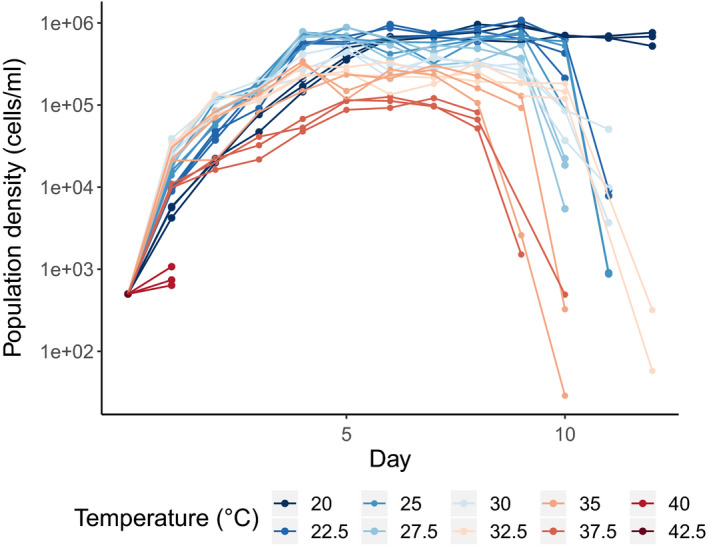 Population density (cells/ml)
1e+06
1e+05
1e+04
1e+03
1e+02
5
10
Day
Temperature (°C)
20
25
30
35
40
22.5
27.5
32.5
37.5
42.5